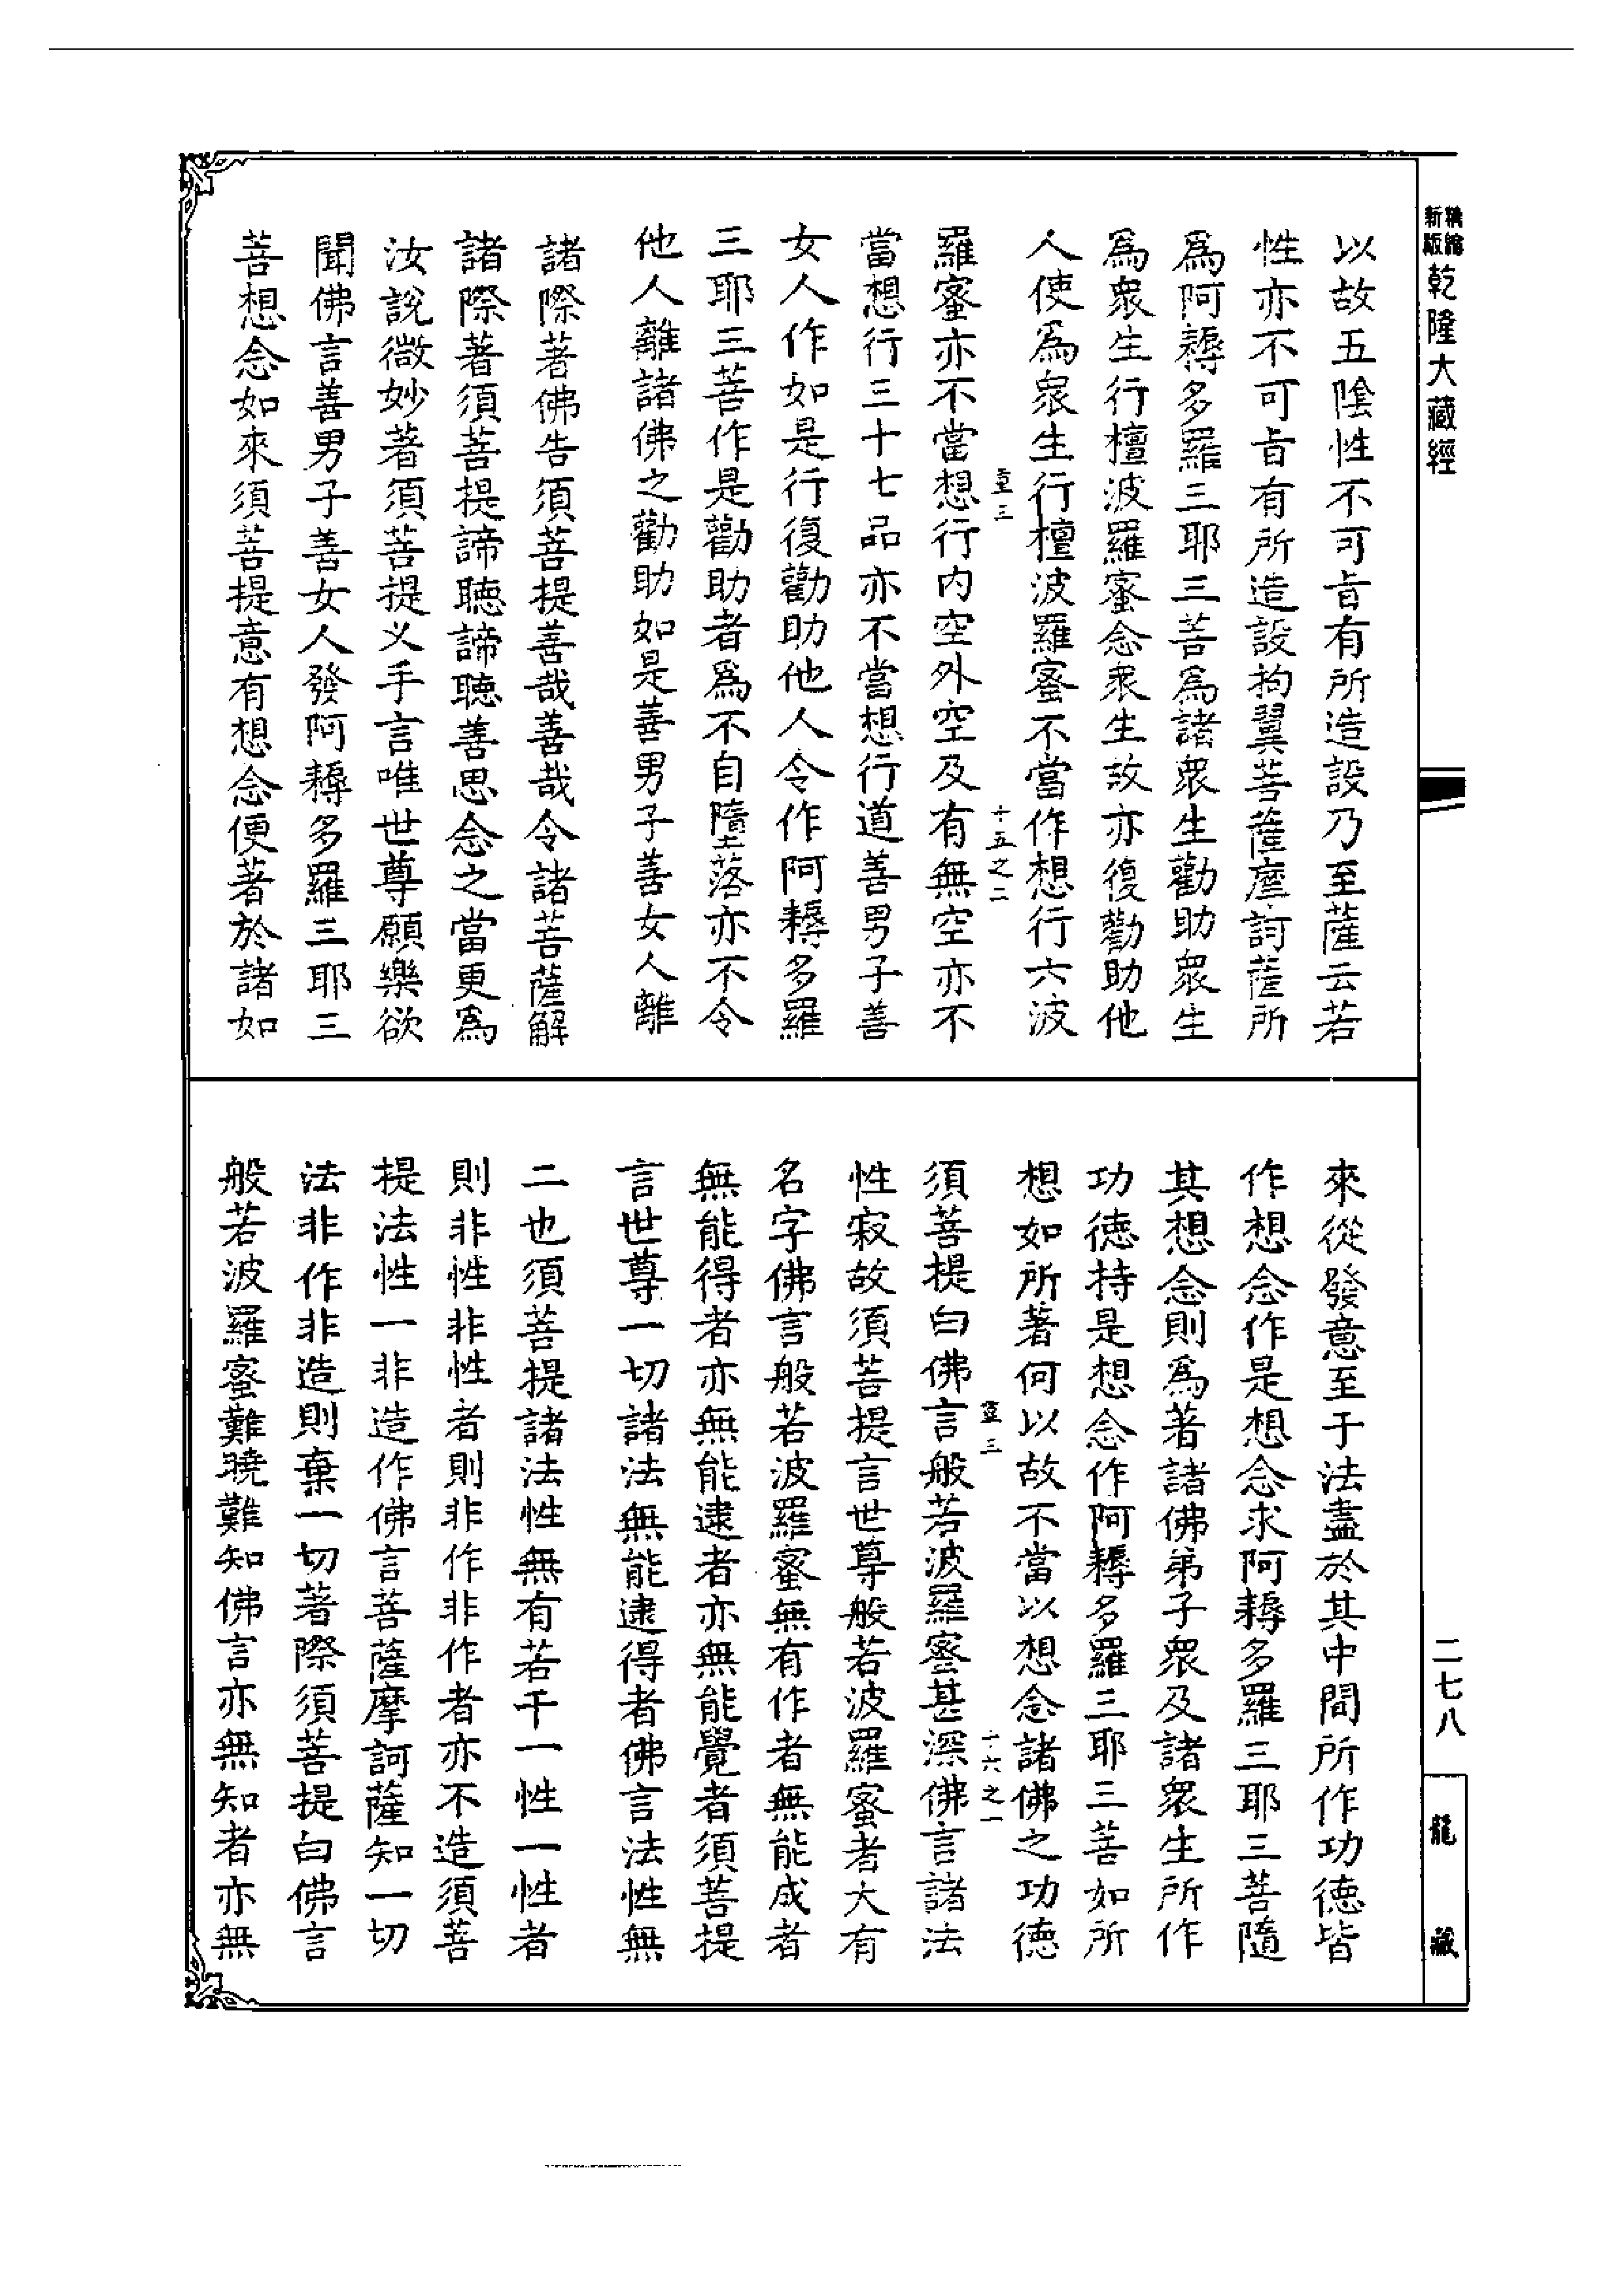 新編縮版
乾隆大藏經
以故五陰性不可旨有所造設乃至薩云若
性亦不可旨有所造設拘翼菩薩摩訶薩所
爲阿耨多羅三耶三菩爲諸衆生勸助衆生
爲衆生行檀波羅蜜念衆生故亦復勸助他
人使爲衆生行檀波羅蜜不當作想行六波
三
十五之二
羅蜜亦不當想行内空外空及有無空亦不
當想行三十七品亦不當想行道善男子善
女人作如是行復勸助他人令作阿耨多羅
三耶三菩作是勸助者爲不自墮落亦不令
他人離諸佛之勸助如是善男子善女人離
諸際著佛告須菩提善哉善哉令諸菩薩解
諸際著須菩提諦聽諦聽善思念之當更爲
汝說微妙著須菩提义手言唯世尊願樂欲
聞佛言善男子善女人發阿耨多羅三耶三
菩想念如來須菩提意有想念便著於諸如
來從發意至于法盡於其中間所作功德皆
作想念作是想念求阿耨多羅三耶三菩隨
其想念則爲著諸佛弟子衆及諸衆生所作
功德持是想念作阿耨多羅三耶三菩如所
想如所著何以故不當以想念諸佛之功德
三
十六之一
須菩提白佛言般若波羅蜜甚深佛言諸法
性寂故須菩提言世尊般若波羅蜜者大有
名字佛言般若波羅蜜無有作者無能成者
無能得者亦無能逮者亦無能覺者須菩提
言世尊一切諸法無能逮得者佛言法性無
二也須菩提諸法性無有若干一性一性者
則非性非性者則非作非作者亦不造須菩
提法性一非造作佛言菩薩摩訶薩知一切
法非作非造則棄一切著際須菩提白佛言
般若波羅蜜難曉難知佛言亦無知者亦無
二七八
龍藏